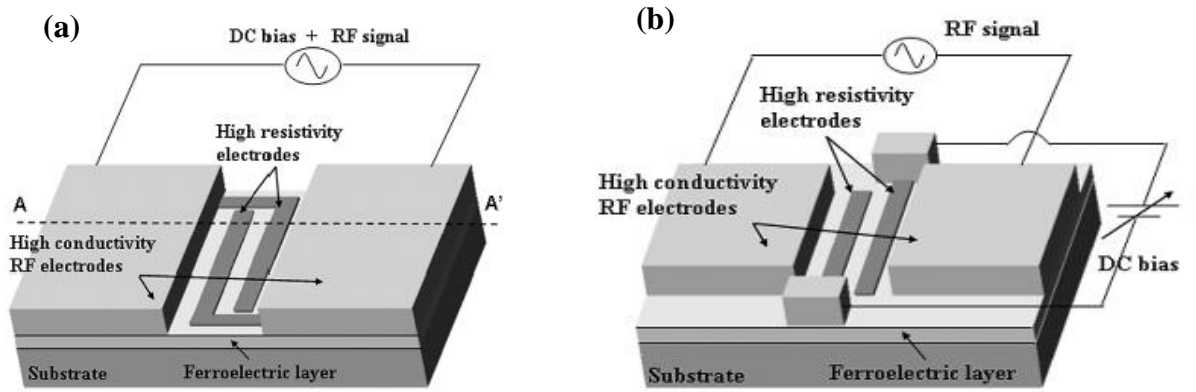 (a)
DC bias + RF signal
High resistivity
electrodes
A
A'
High conductivity
RF electrodes
Substrate
Ferroelectric layer
(b)
RF signal
High resistivity
electrodes
High conductivity
RF electrodes
DC bias
Substrate
Ferroelectric layer